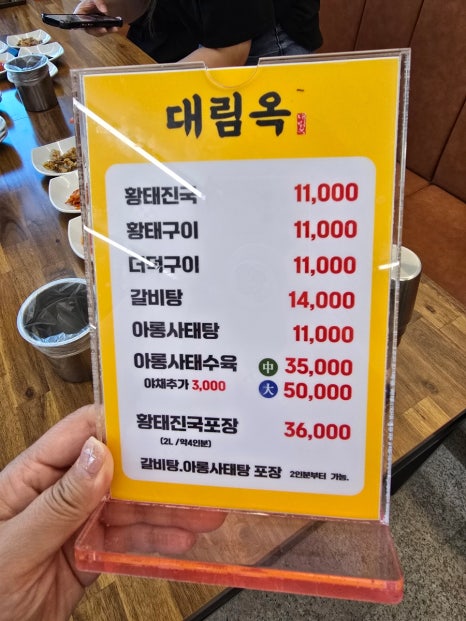 대림옥
황태진국 11,000
황태구이 11,000
더덕구이 11,000
갈비탕 14,000
아롱사태탕 11,000
아롱사태수육 中 35,000
야채추가 3,000 大 50,000
황태진국포장 36,000
(2L /약4인분)
갈비탕.아롱사태탕 포장 2인분부터 가능.